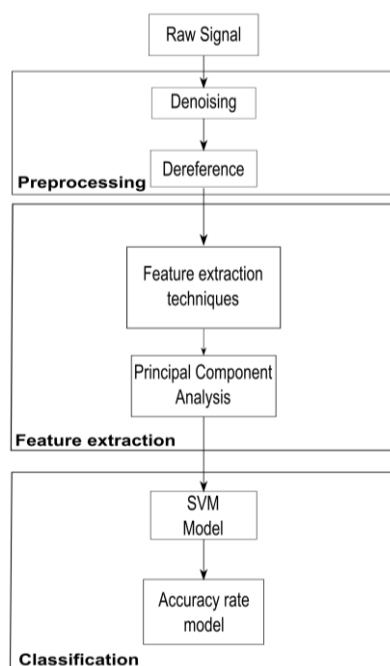 Raw Signal
Denoising
Dereference
Preprocessing
Feature extraction
techniques
Principal Component
Analysis
Feature extraction
SVM
Model
Accuracy rate
model
Classification